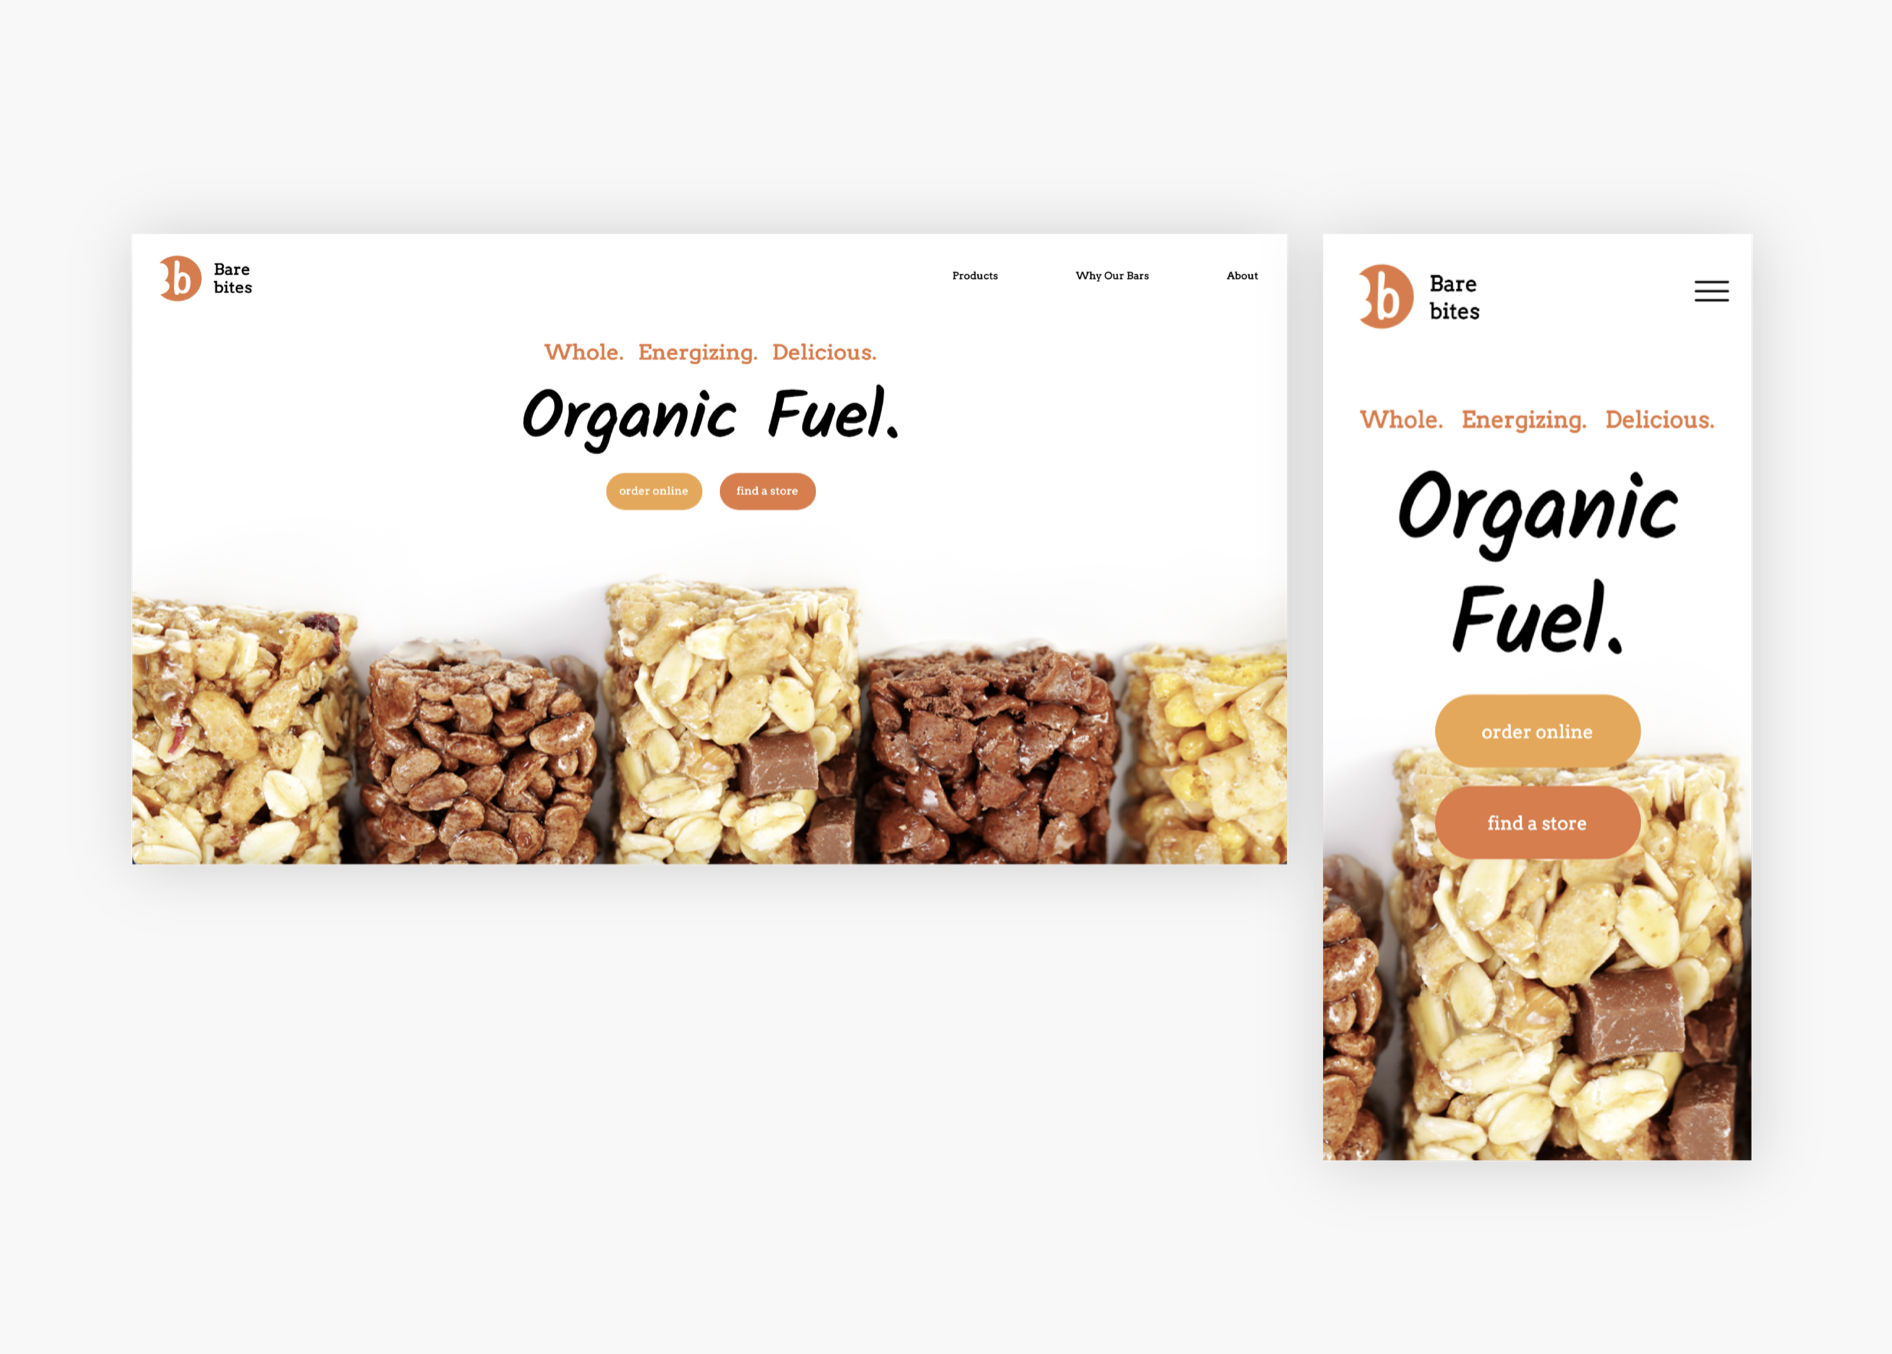 b
Bare
bites
Products
Why Our Bars
About
Whole. Energizing. Delicious.
Organic Fuel.
order online
find a store
b
Bare
bites
Whole. Energizing. Delicious.
Organic
Fuel.
order online
find a store